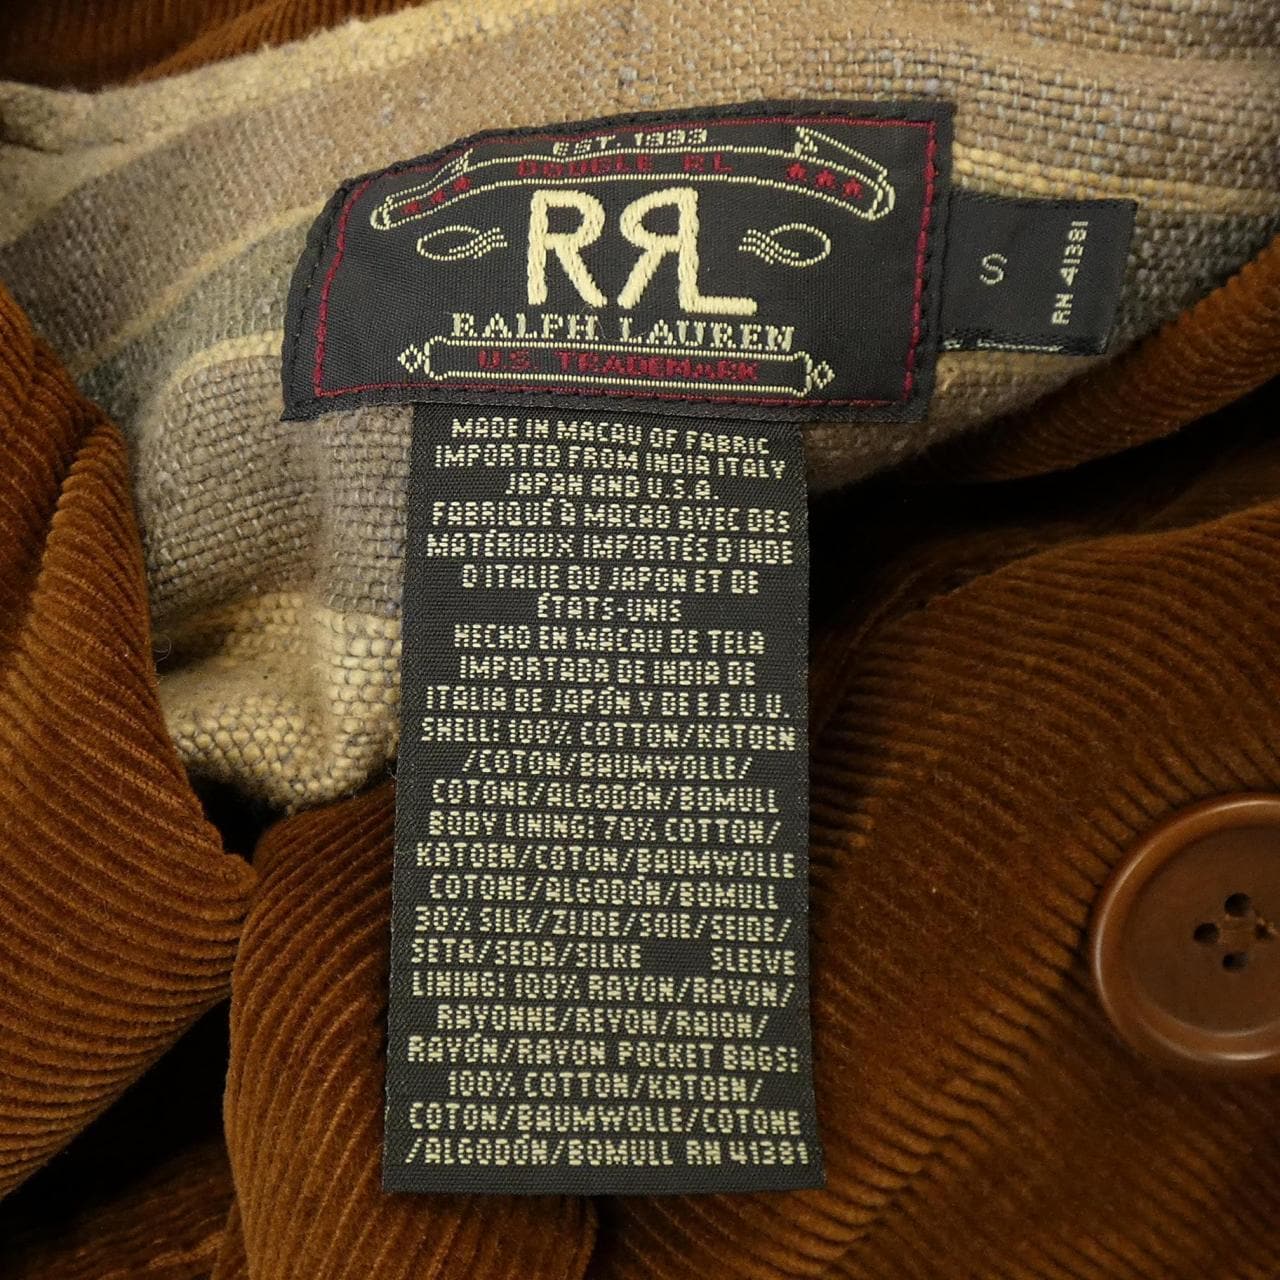 EST. 1993
DOUBLE RL
RRL
RALPH LAUREN
U.S. TRADEMARK
S
RN 41381
MADE IN MACAU OF FABRIC
IMPORTED FROM INDIA ITALY
JAPAN AND U.S.A.
FABRIQUÉ À MACAO AVEC DES
MATÉRIAUX IMPORTÉS D'INDE
D'ITALIE DU JAPON ET DE
ÉTATS-UNIS
HECHO EN MACAU DE TELA
IMPORTADA DE INDIA DE
ITALIA DE JAPÓN Y DE E.E.U.U.
SHELL: 100% COTTON/KATOEN
/COTON/BAUMWOLLE/
COTONE/ALGODÓN/BOMULL
BODY LINING: 70% COTTON/
KATOEN/COTON/BAUMWOLLE
COTONE/ALGODÓN/BOMULL
30% SILK/ZIJDE/SOIE/SEIDE/
SETA/SEDA/SILKE SLEEVE
LINING: 100% RAYON/RAYON/
RAYONNE/REYON/RAION/
RAYÓN/RAYON POCKET BAGS:
100% COTTON/KATOEN/
COTON/BAUMWOLLE/COTONE
/ALGODÓN/BOMULL RN 41381